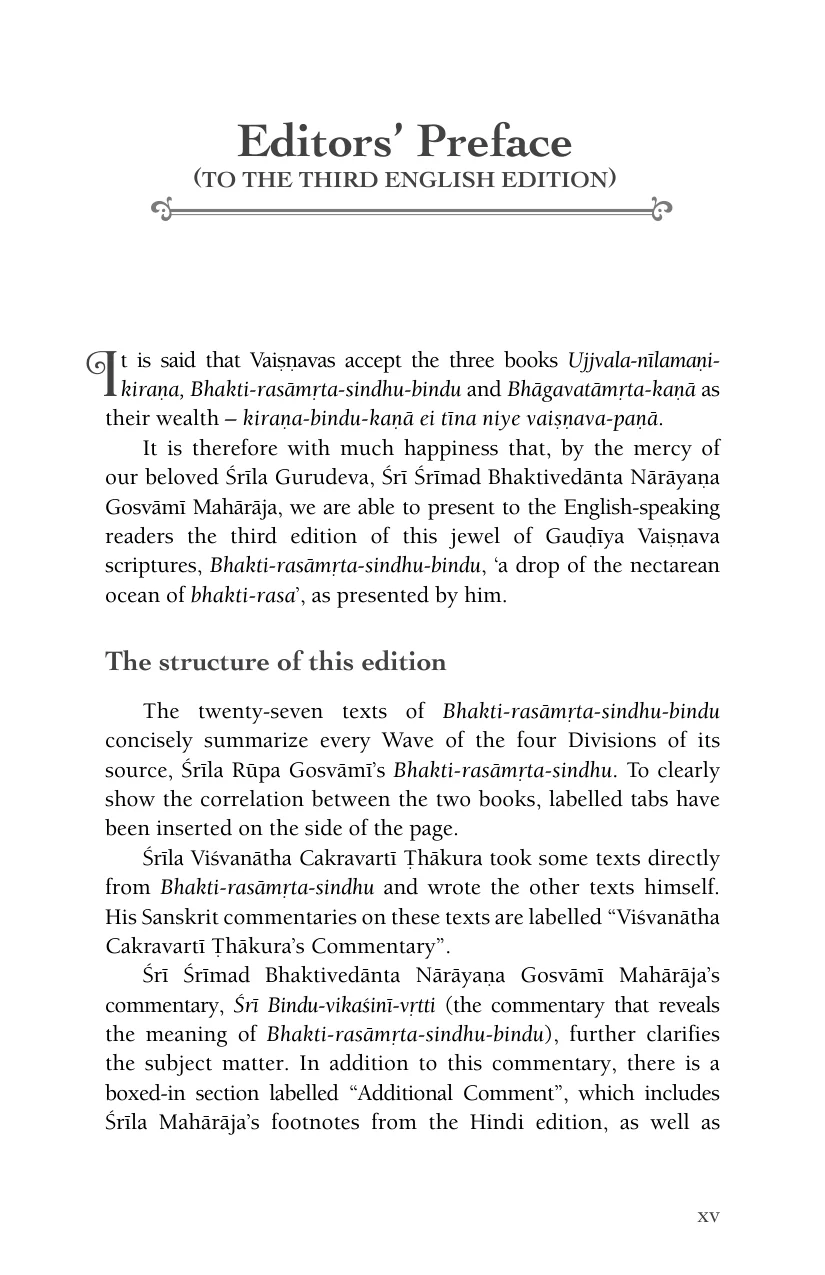 Editors’ Preface
(TO THE THIRD ENGLISH EDITION)
It is said that Vaiṣṇavas accept the three books Ujjvala-nīlamaṇi-
kiraṇa, Bhakti-rasāmṛta-sindhu-bindu and Bhāgavatāmṛta-kaṇā as
their wealth – kiraṇa-bindu-kaṇā ei tīna niye vaiṣṇava-paṇā.
It is therefore with much happiness that, by the mercy of
our beloved Śrīla Gurudeva, Śrī Śrīmad Bhaktivedānta Nārāyaṇa
Gosvāmī Mahārāja, we are able to present to the English-speaking
readers the third edition of this jewel of Gauḍīya Vaiṣṇava
scriptures, Bhakti-rasāmṛta-sindhu-bindu, ‘a drop of the nectarean
ocean of bhakti-rasa’, as presented by him.
The structure of this edition
The twenty-seven texts of Bhakti-rasāmṛta-sindhu-bindu
concisely summarize every Wave of the four Divisions of its
source, Śrīla Rūpa Gosvāmī’s Bhakti-rasāmṛta-sindhu. To clearly
show the correlation between the two books, labelled tabs have
been inserted on the side of the page.
Śrīla Viśvanātha Cakravartī Ṭhākura took some texts directly
from Bhakti-rasāmṛta-sindhu and wrote the other texts himself.
His Sanskrit commentaries on these texts are labelled “Viśvanātha
Cakravartī Ṭhākura’s Commentary”.
Śrī Śrīmad Bhaktivedānta Nārāyaṇa Gosvāmī Mahārāja’s
commentary, Śrī Bindu-vikaśinī-vṛtti (the commentary that reveals
the meaning of Bhakti-rasāmṛta-sindhu-bindu), further clarifies
the subject matter. In addition to this commentary, there is a
boxed-in section labelled “Additional Comment”, which includes
Śrīla Mahārāja’s footnotes from the Hindi edition, as well as
xv